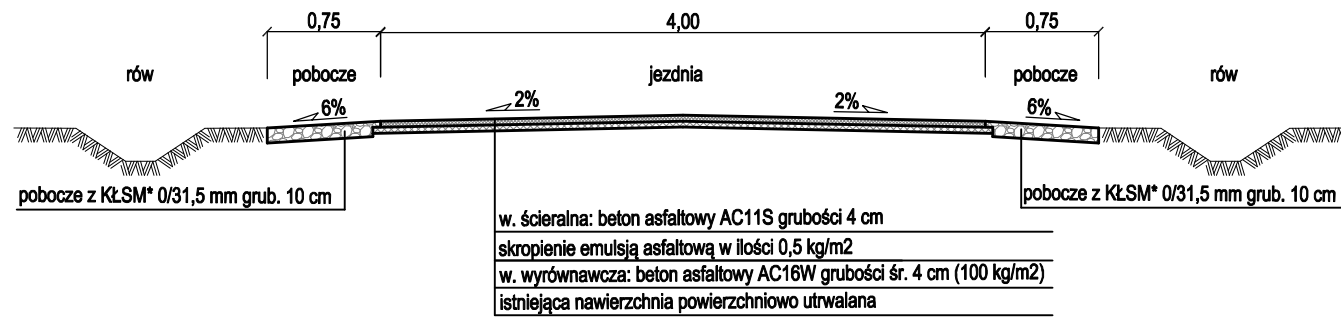 0,75 4,00 0,75
rów pobocze jezdnia pobocze rów
6% 2% 2% 6%
pobocze z KŁSM* 0/31,5 mm grub. 10 cm
pobocze z KŁSM* 0/31,5 mm grub. 10 cm
w. ścieralna: beton asfaltowy AC11S grubości 4 cm
skropienie emulsją asfaltową w ilości 0,5 kg/m2
w. wyrównawcza: beton asfaltowy AC16W grubości śr. 4 cm (100 kg/m2)
istniejąca nawierzchnia powierzchniowo utrwalana